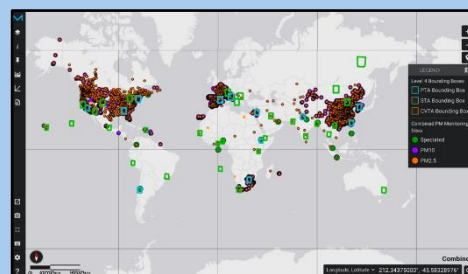 LEGEND
Level 4 Bounding Boxes
PTA Bounding Box
STA Bounding Box
CVTA Bounding Box
Combined PM Monitoring
Sites
Speciated
PM10
PM2.5
Combine
Longitude, Latitude